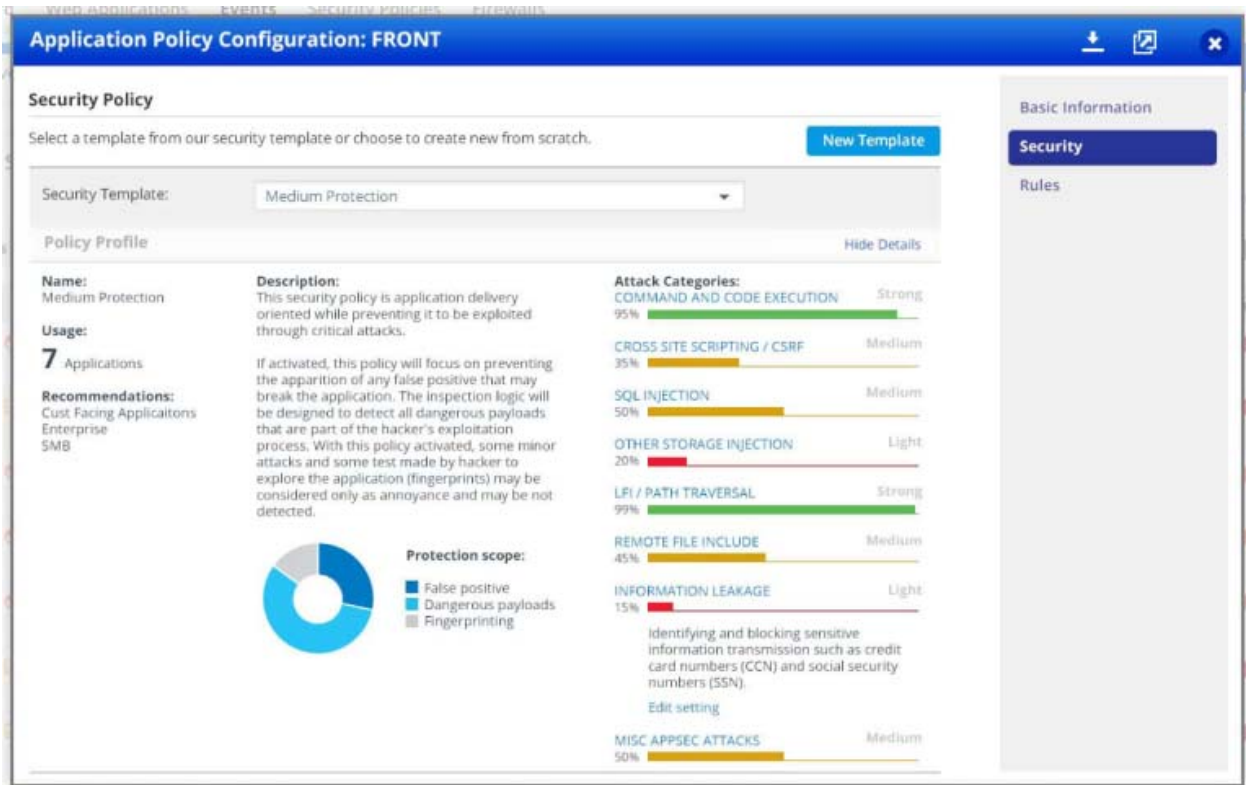 Web Applications Events Security Policies Firewalls
Application Policy Configuration: FRONT
Security Policy
Select a template from our security template or choose to create new from scratch.
New Template
Security Template:
Medium Protection
Policy Profile
Hide Details
Name:
Medium Protection
Usage:
7 Applications
Recommendations:
Cust Facing Applicaitons
Enterprise
SMB
Description:
This security policy is application delivery
oriented while preventing it to be exploited
through critical attacks.
If activated, this policy will focus on preventing
the apparition of any false positive that may
break the application. The inspection logic will
be designed to detect all dangerous payloads
that are part of the hacker's exploitation
process. With this policy activated, some minor
attacks and some test made by hacker to
explore the application (fingerprints) may be
considered only as annoyance and may be not
detected.
Protection scope:
False positive
Dangerous payloads
Fingerprinting
Attack Categories:
COMMAND AND CODE EXECUTION Strong
95%
CROSS SITE SCRIPTING / CSRF Medium
35%
SQL INJECTION Medium
50%
OTHER STORAGE INJECTION Light
20%
LFI / PATH TRAVERSAL Strong
99%
REMOTE FILE INCLUDE Medium
45%
INFORMATION LEAKAGE Light
15%
Identifying and blocking sensitive
information transmission such as credit
card numbers (CCN) and social security
numbers (SSN).
Edit setting
MISC APPSEC ATTACKS Medium
50%
Basic Information
Security
Rules